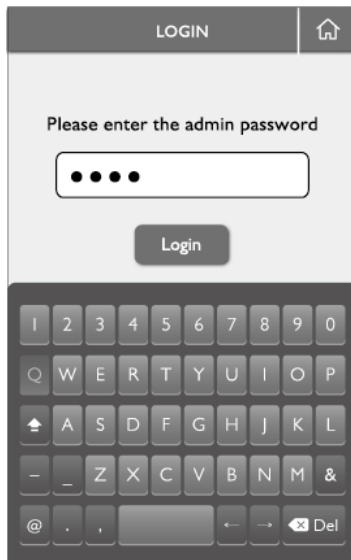 LOGIN
Please enter the admin password
••••
Login
1 2 3 4 5 6 7 8 9 0
Q W E R T Y U I O P
A S D F G H J K L
- _ Z X C V B N M &
@ . , ← → Del